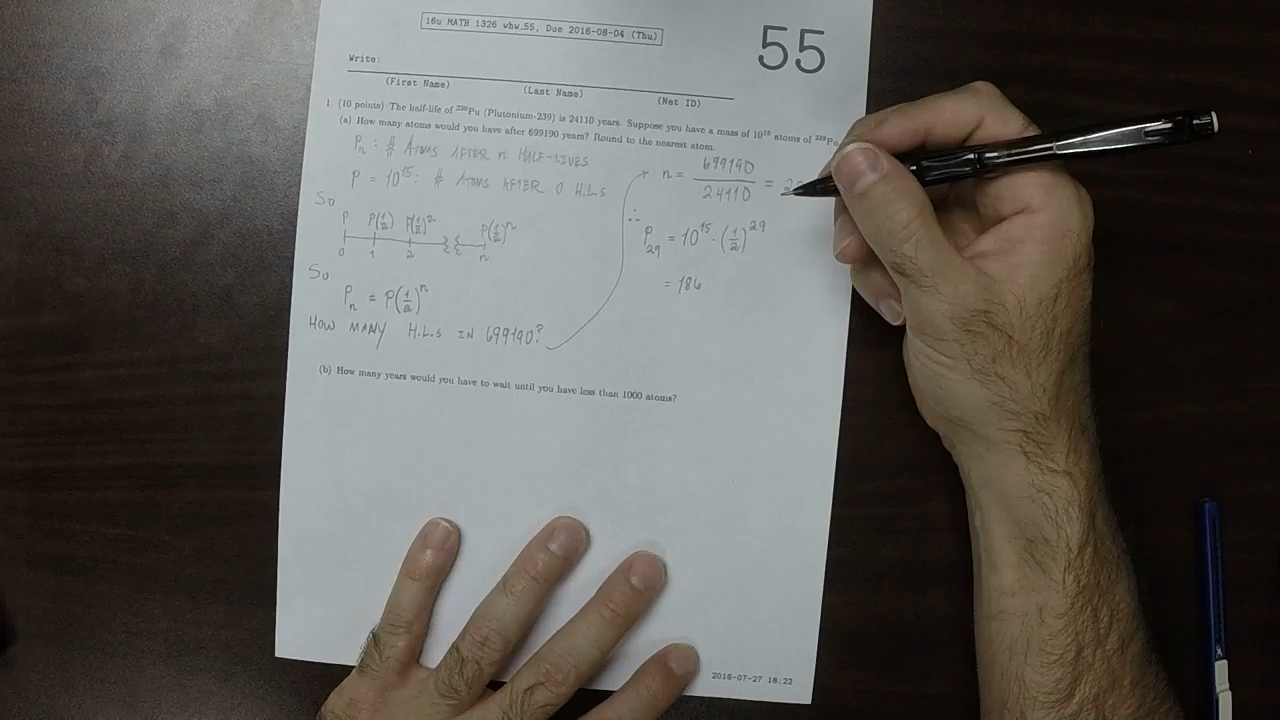 16u MATH 1326 whw_55, Due 2016-08-04 (Thu)
55
Write:
(First Name) (Last Name) (Net ID)
1. (10 points) The half-life of ²³⁹Pu (Plutonium-239) is 24110 years. Suppose you have a mass of 10¹⁵ atoms of ²³⁹Pu
(a) How many atoms would you have after 699190 years? Round to the nearest atom.
Pₙ : # ATOMS AFTER n HALF-LIVES
P = 10¹⁵: # ATOMS AFTER 0 H.L.s
So
P P(1/2) P(1/2)² P(1/2)ⁿ
0 1 2 n
So
Pₙ = P(1/2)ⁿ
HOW MANY H.L.s IN 699190?
n = 699190/24110 =
∴ P₂₉ = 10¹⁵ · (1/2)²⁹
= 186
(b) How many years would you have to wait until you have less than 1000 atoms?
2016-07-27 18:22